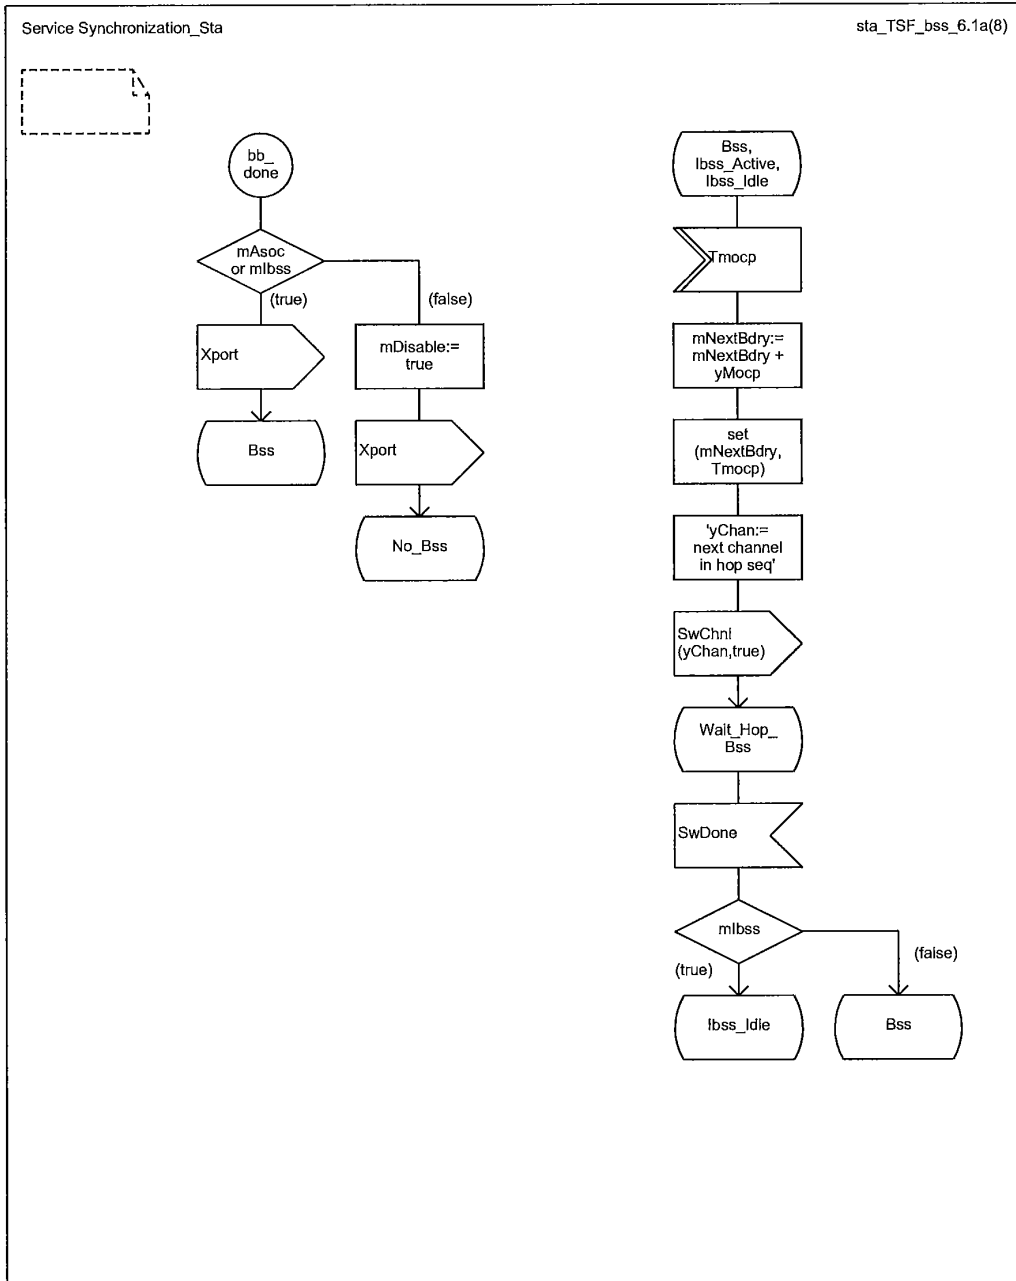 Service Synchronization_Sta
sta_TSF_bss_6.1a(8)
bb_
done
mAsoc
or mIbss
(true)
(false)
Xport
mDisable:=
true
Bss
Xport
No_Bss
Bss,
Ibss_Active,
Ibss_Idle
Tmocp
mNextBdry:=
mNextBdry +
yMocp
set
(mNextBdry,
Tmocp)
'yChan:=
next channel
in hop seq'
SwChnl
(yChan,true)
Wait_Hop_
Bss
SwDone
mIbss
(true)
(false)
Ibss_Idle
Bss